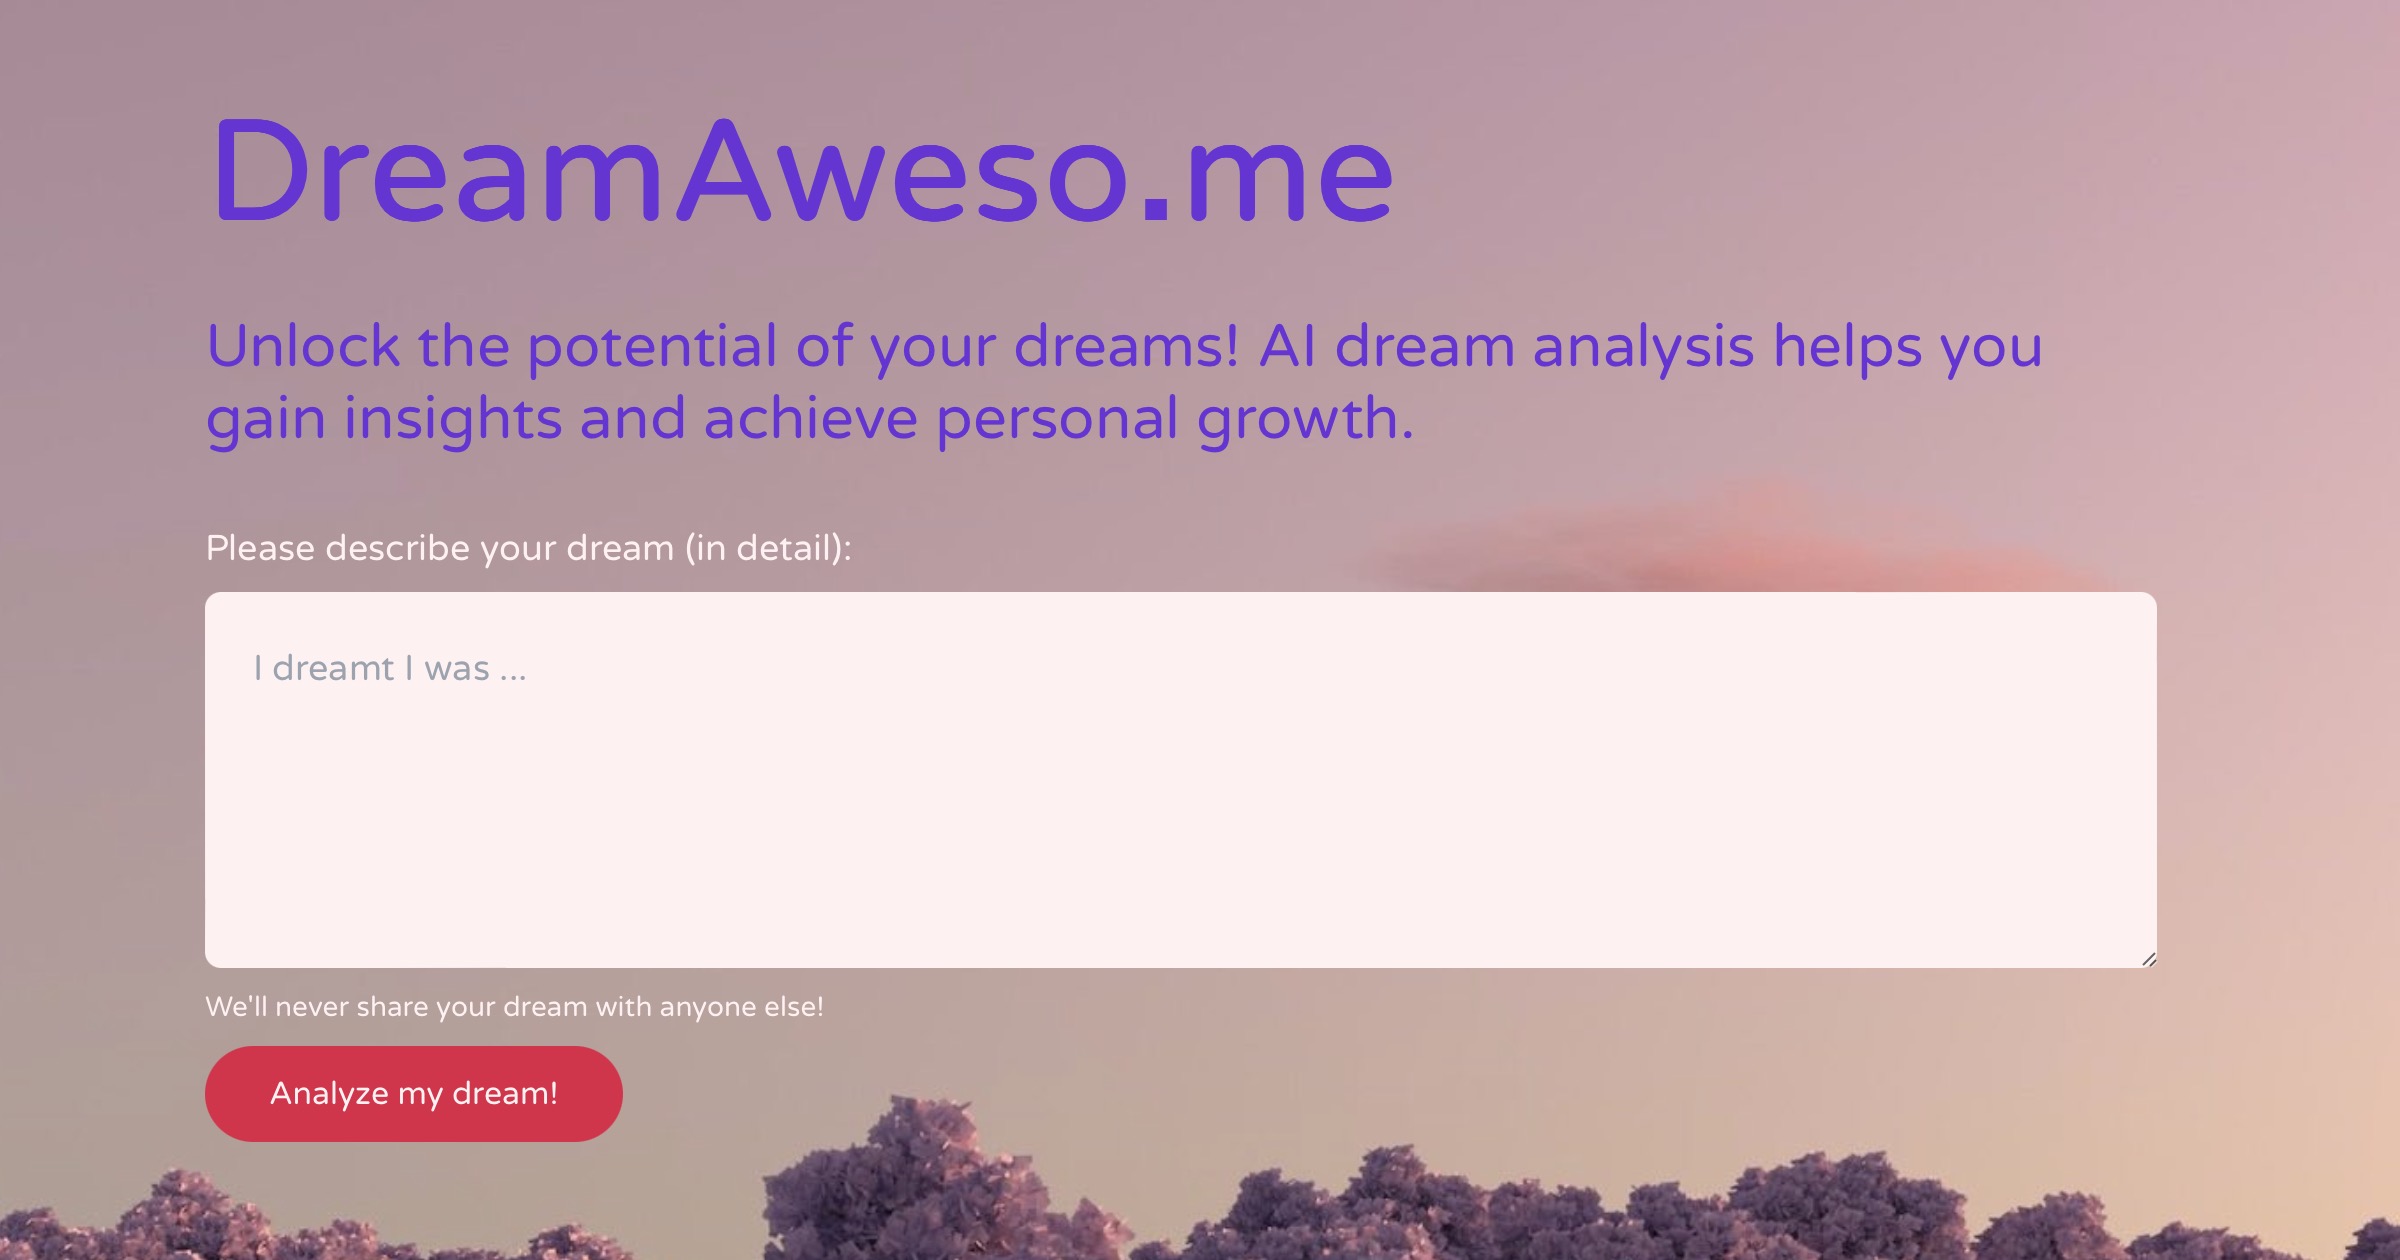 DreamAweso.me
Unlock the potential of your dreams! AI dream analysis helps you
gain insights and achieve personal growth.
Please describe your dream (in detail):
I dreamt I was ...
We'll never share your dream with anyone else!
Analyze my dream!